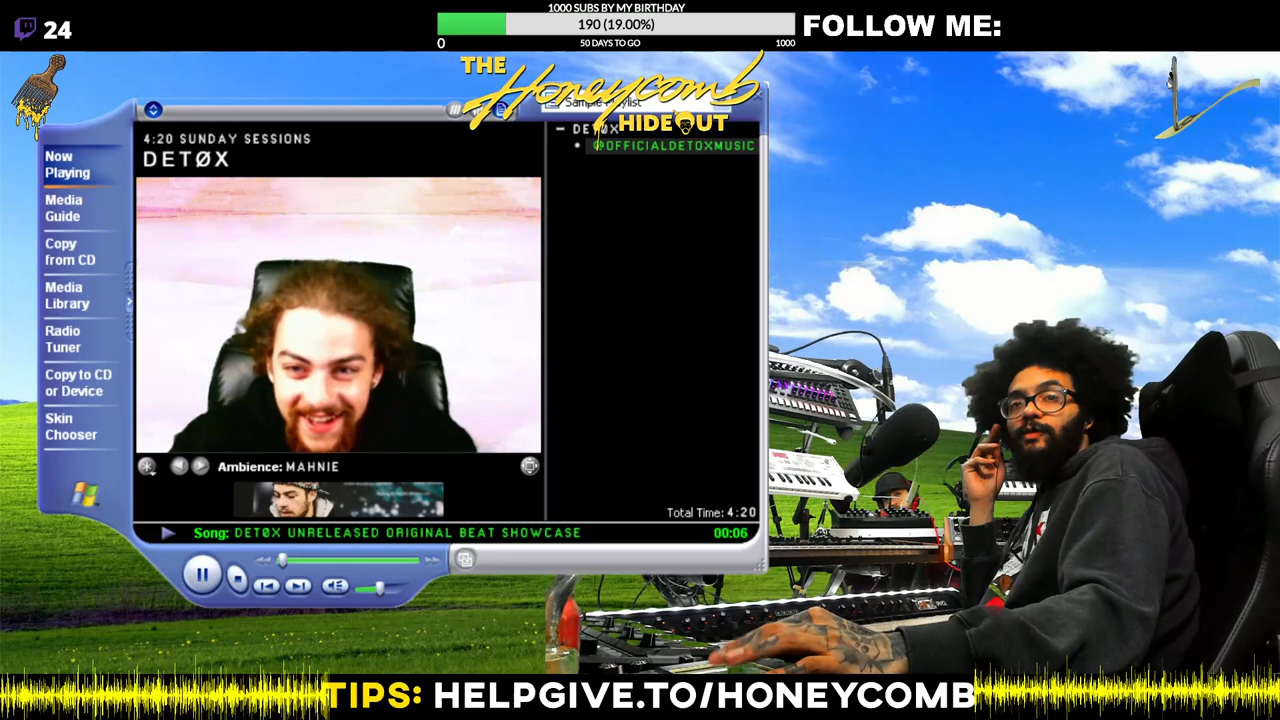 24
1000 SUBS BY MY BIRTHDAY
190 (19.00%)
0 50 DAYS TO GO 1000
FOLLOW ME:
THE
Honeycomb
HIDEOUT
Sample Playlist
4:20 SUNDAY SESSIONS
DETØX
DETØX
@OFFICIALDETOXMUSIC
Now
Playing
Media
Guide
Copy
from CD
Media
Library
Radio
Tuner
Copy to CD
or Device
Skin
Chooser
Ambience: MAHNIE
Total Time: 4:20
Song: DETØX UNRELEASED ORIGINAL BEAT SHOWCASE 00:06
TIPS: HELPGIVE.TO/HONEYCOMB